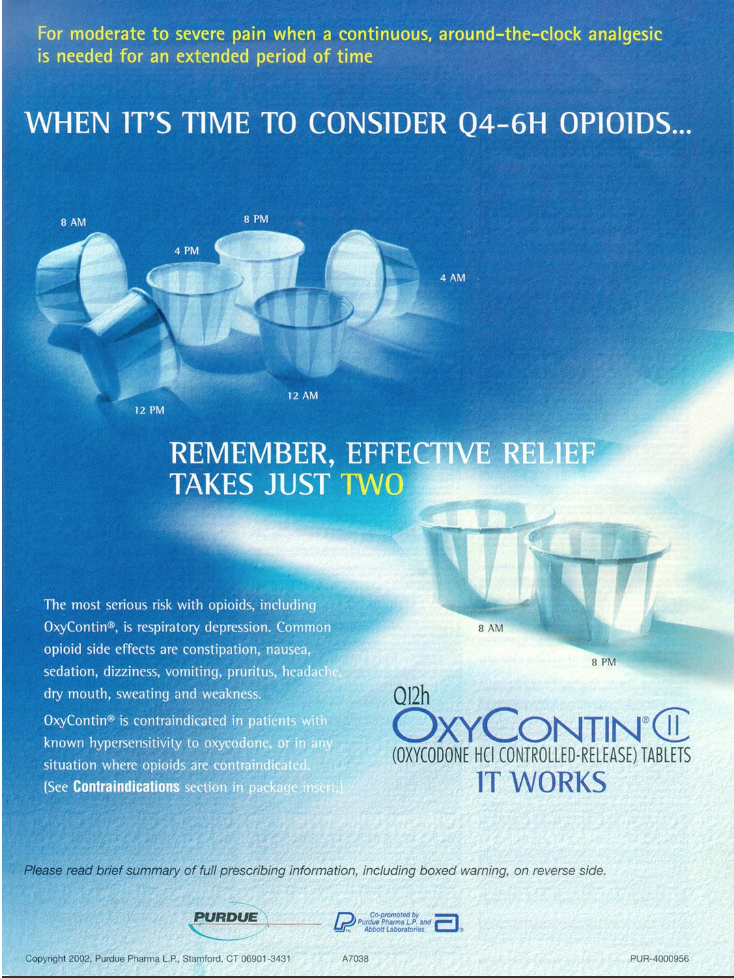 For moderate to severe pain when a continuous, around-the-clock analgesic
is needed for an extended period of time
WHEN IT'S TIME TO CONSIDER Q4-6H OPIOIDS...
8 AM
4 PM
8 PM
4 AM
12 AM
12 PM
REMEMBER, EFFECTIVE RELIEF
TAKES JUST TWO
8 AM
8 PM
The most serious risk with opioids, including
OxyContin®, is respiratory depression. Common
opioid side effects are constipation, nausea,
sedation, dizziness, vomiting, pruritus, headache,
dry mouth, sweating and weakness.
OxyContin® is contraindicated in patients with
known hypersensitivity to oxycodone, or in any
situation where opioids are contraindicated.
(See Contraindications section in package insert.)
Q12h
OXYCONTIN® CII
(OXYCODONE HCl CONTROLLED-RELEASE) TABLETS
IT WORKS
Please read brief summary of full prescribing information, including boxed warning, on reverse side.
PURDUE
Co-promoted by
Purdue Pharma L.P. and
Abbott Laboratories
Copyright 2002, Purdue Pharma L.P., Stamford, CT 06901-3431 A7038 PUR-4000956